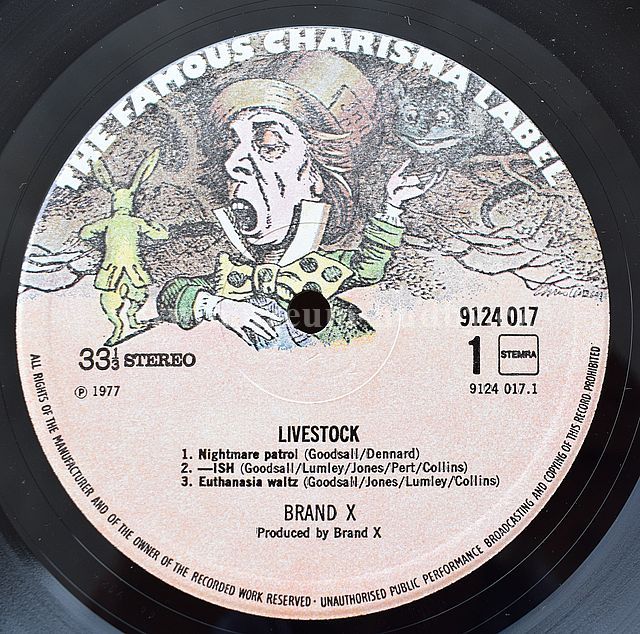 THE FAMOUS CHARISMA LABEL
9124 017
33⅓ STEREO
1 STEMRA
℗ 1977
9124 017.1
LIVESTOCK
1. Nightmare patrol (Goodsall/Dennard)
2. —ISH (Goodsall/Lumley/Jones/Pert/Collins)
3. Euthanasia waltz (Goodsall/Jones/Lumley/Collins)
BRAND X
Produced by Brand X
ALL RIGHTS OF THE MANUFACTURER AND OF THE OWNER OF THE RECORDED WORK RESERVED · UNAUTHORISED PUBLIC PERFORMANCE BROADCASTING AND COPYING OF THIS RECORD PROHIBITED